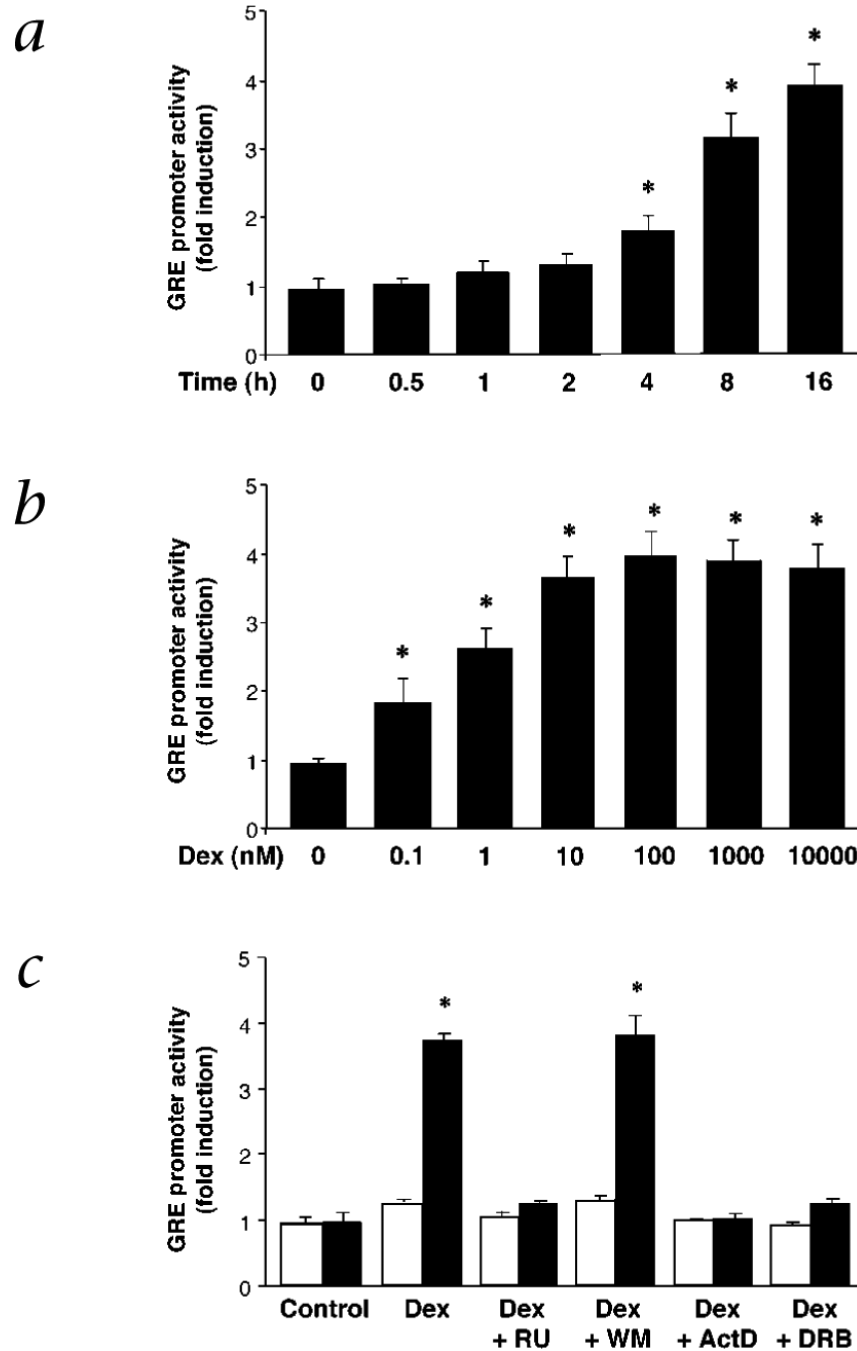 a
GRE promoter activity
(fold induction)
5
4
3
2
1
0
* * *
Time (h) 0 0.5 1 2 4 8 16
b
GRE promoter activity
(fold induction)
5
4
3
2
1
0
* * * * * *
Dex (nM) 0 0.1 1 10 100 1000 10000
c
GRE promoter activity
(fold induction)
5
4
3
2
1
0
* *
Control Dex Dex Dex Dex Dex
+ RU + WM + ActD + DRB